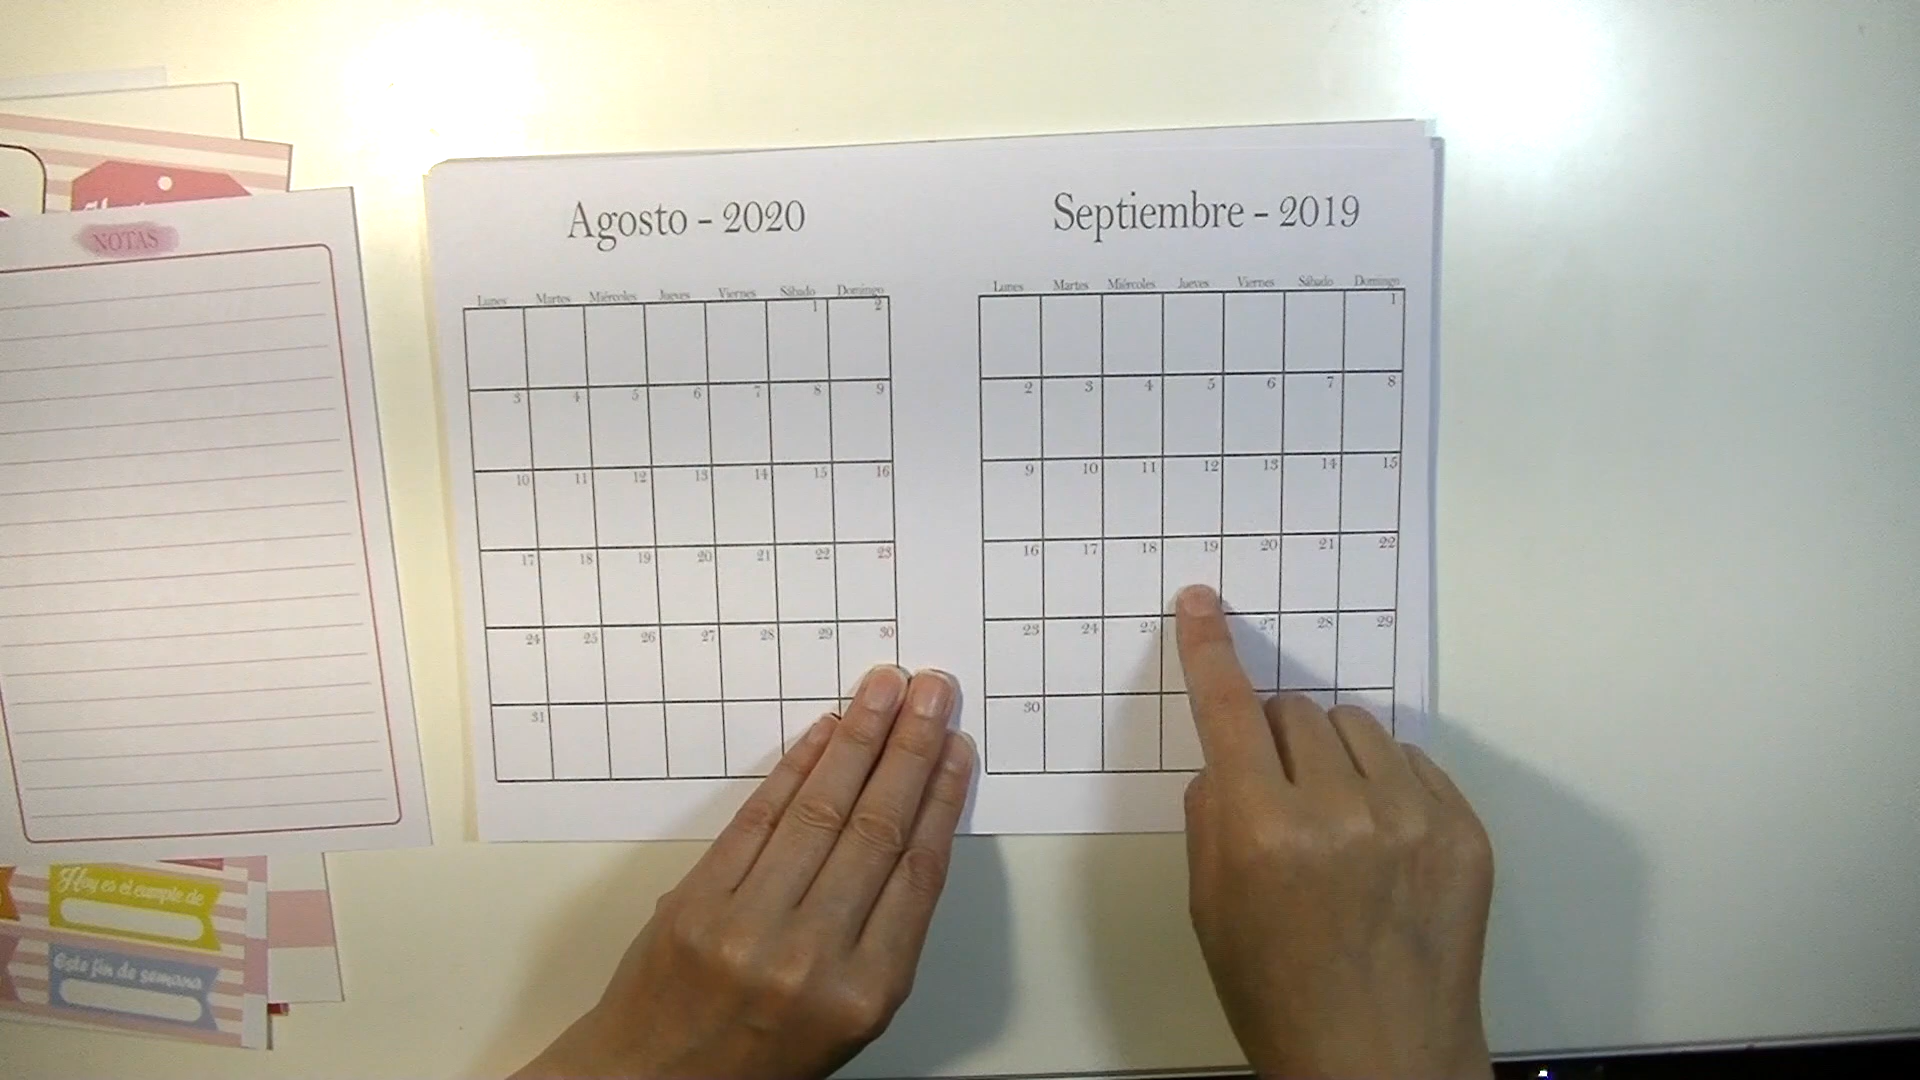 NOTAS
Hoy es el cumple de
Este fin de semana
Agosto - 2020
Lunes Martes Miércoles Jueves Viernes Sábado Domingo
1 2
3 4 5 6 7 8 9
10 11 12 13 14 15 16
17 18 19 20 21 22 23
24 25 26 27 28 29 30
31
Septiembre - 2019
Lunes Martes Miércoles Jueves Viernes Sábado Domingo
1
2 3 4 5 6 7 8
9 10 11 12 13 14 15
16 17 18 19 20 21 22
23 24 25 27 28 29
30